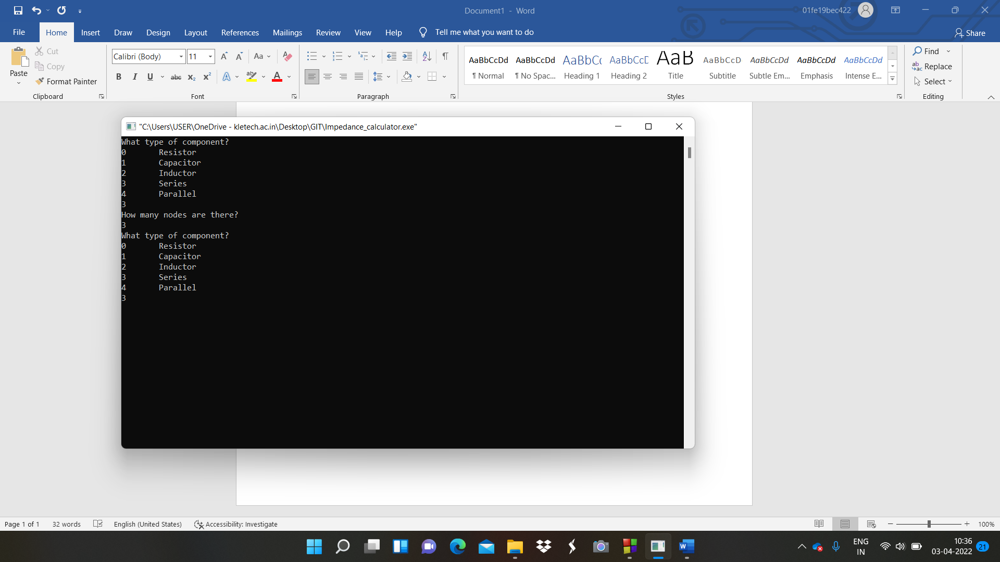 Document1 - Word
01fe19bec422
File Home Insert Draw Design Layout References Mailings Review View Help Tell me what you want to do
Share
Paste
Cut
Copy
Format Painter
Clipboard
Calibri (Body) 11
Aa
B I U abc x2 x2 A A
Font
Paragraph
AaBbCcDd AaBbCcDd AaBbCc AaBbCcD AaB AaBbCcD AaBbCcDd AaBbCcDd AaBbCcDd
¶ Normal ¶ No Spac... Heading 1 Heading 2 Title Subtitle Subtle Em... Emphasis Intense E...
Styles
Find
Replace
Select
Editing
"C:\Users\USER\OneDrive - kletech.ac.in\Desktop\GIT\Impedance_calculator.exe"
What type of component?
0 Resistor
1 Capacitor
2 Inductor
3 Series
4 Parallel
3
How many nodes are there?
3
What type of component?
0 Resistor
1 Capacitor
2 Inductor
3 Series
4 Parallel
3
Page 1 of 1 32 words English (United States) Accessibility: Investigate
100%
ENG
IN
10:36
03-04-2022
21